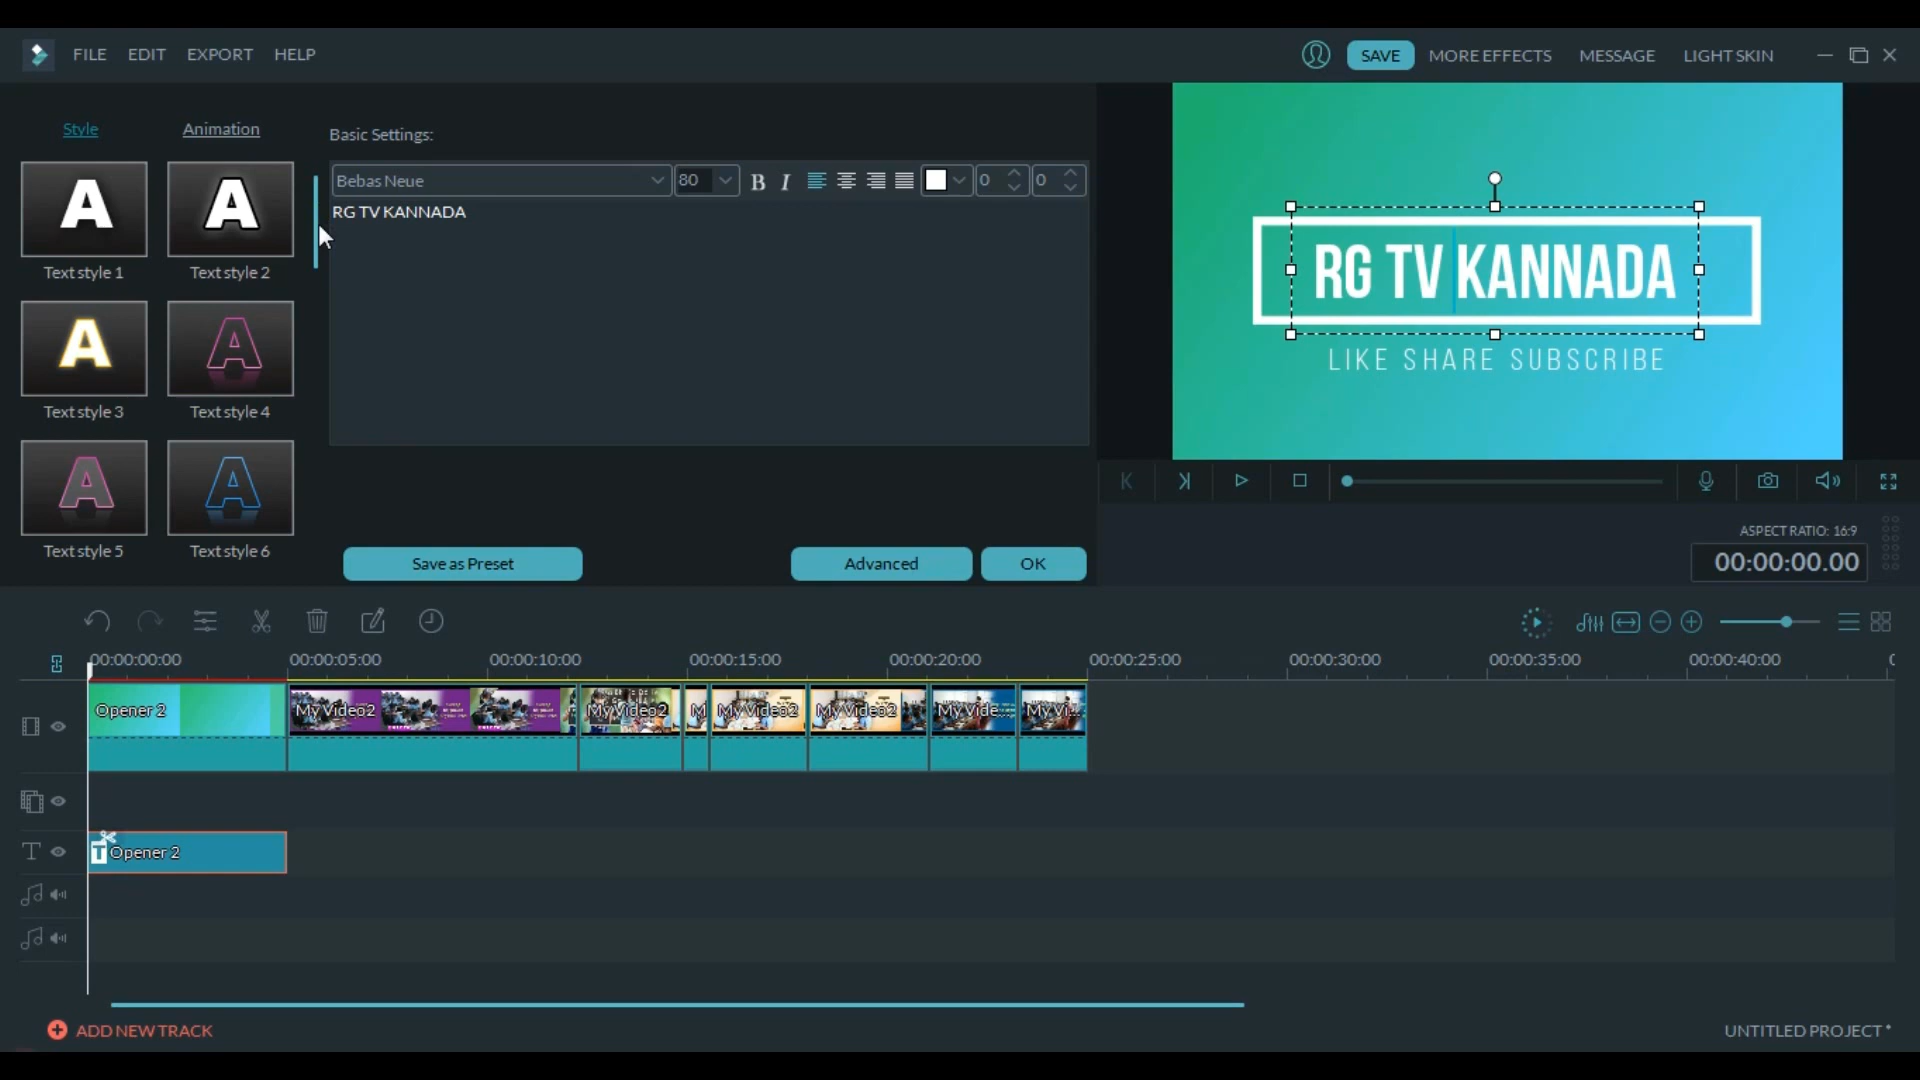 FILE EDIT EXPORT HELP
SAVE MORE EFFECTS MESSAGE LIGHT SKIN
Style Animation
Basic Settings:
Bebas Neue 80 B I 0 0
RG TV KANNADA
A A
Text style 1 Text style 2
A A
Text style 3 Text style 4
A A
Text style 5 Text style 6
Save as Preset Advanced OK
RG TV KANNADA
LIKE SHARE SUBSCRIBE
ASPECT RATIO: 16:9
00:00:00.00
00:00:00:00 00:00:05:00 00:00:10:00 00:00:15:00 00:00:20:00 00:00:25:00 00:00:30:00 00:00:35:00 00:00:40:00
Opener 2 My Video2 My Video2 M My Video2 My Video2 My Vide... My Vi...
T Opener 2
ADD NEW TRACK
UNTITLED PROJECT *